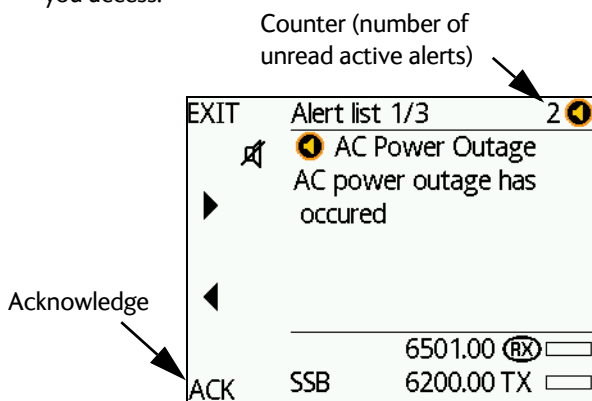 you access.
Counter (number of
unread active alerts)
EXIT Alert list 1/3 2
AC Power Outage
AC power outage has
occured
Acknowledge
6501.00 RX
ACK SSB 6200.00 TX